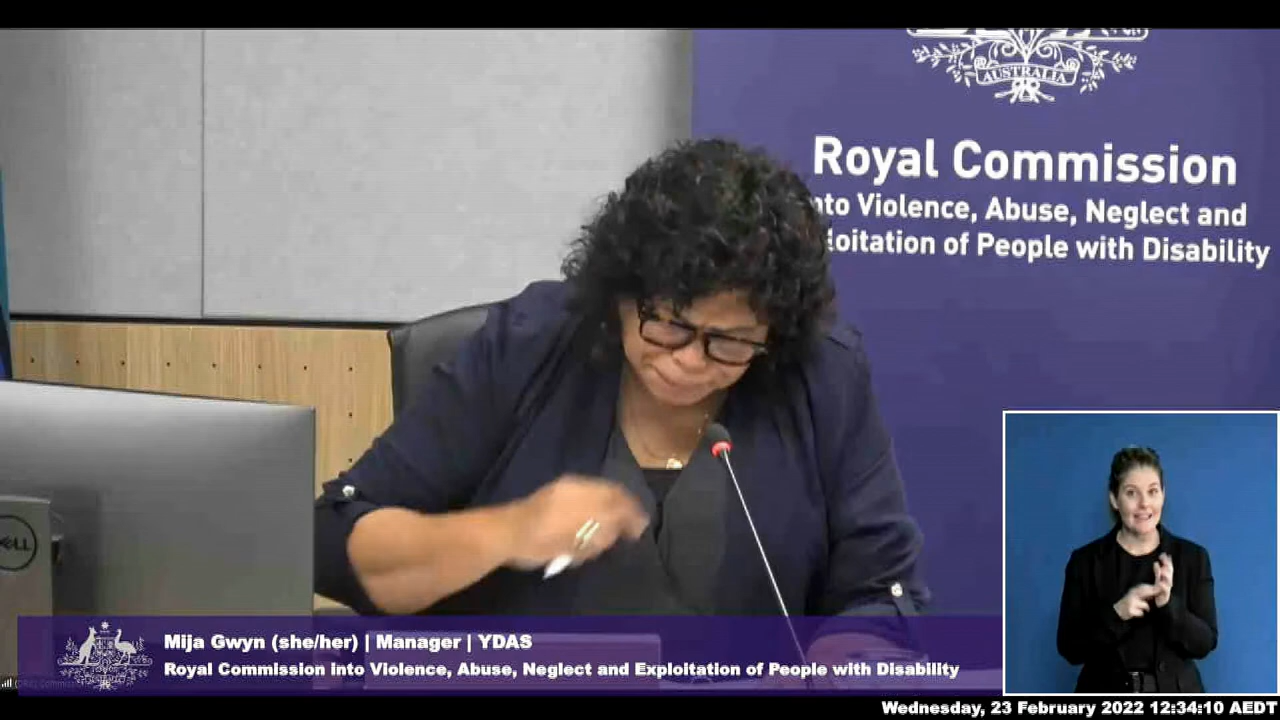 AUSTRALIA
Royal Commission
into Violence, Abuse, Neglect and
loitation of People with Disability
DELL
Mija Gwyn (she/her) | Manager | YDAS
Royal Commission into Violence, Abuse, Neglect and Exploitation of People with Disability
Wednesday, 23 February 2022 12:34:10 AEDT